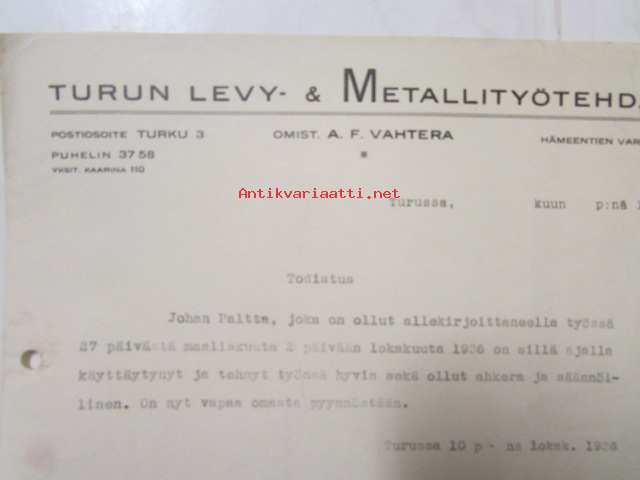 TURUN LEVY- & METALLITYÖTEHD
POSTIOSOITE TURKU 3 OMIST. A. F. VAHTERA HÄMEENTIEN VAR
PUHELIN 37 58
YKSIT. KAARINA 110
Antikvariaatti.net
Turussa, kuun p:nä 1
Todistus
Johan Paltta, joka on ollut allekirjoittaneella työssä
27 päivästä maaliskuuta 2 päivään lokakuuta 1936 on sillä ajalla
käyttäytynyt ja tehnyt työnsä hyvin sekä ollut ahkera ja säännöl-
linen. On nyt vapaa omasta pyynnöstään.
Turussa 10 p - nä lokak. 1936